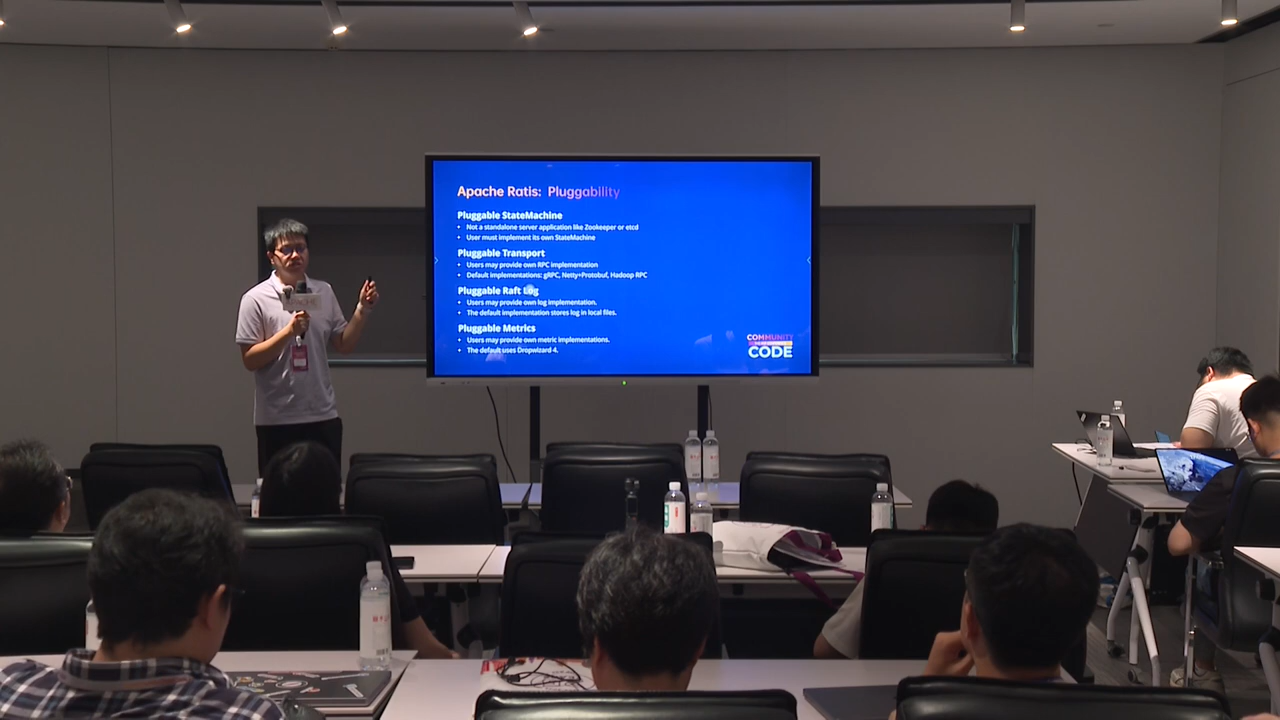 Apache Ratis: Pluggability
Pluggable StateMachine
• Not a standalone server application like Zookeeper or etcd
• User must implement its own StateMachine
Pluggable Transport
• Users may provide own RPC implementation
• Default implementations: gRPC, Netty+Protobuf, Hadoop RPC
Pluggable Raft Log
• Users may provide own log implementation.
• The default implementation stores log in local files.
Pluggable Metrics
• Users may provide own metric implementations.
• The default uses Dropwizard 4.
COMMUNITY
CODE